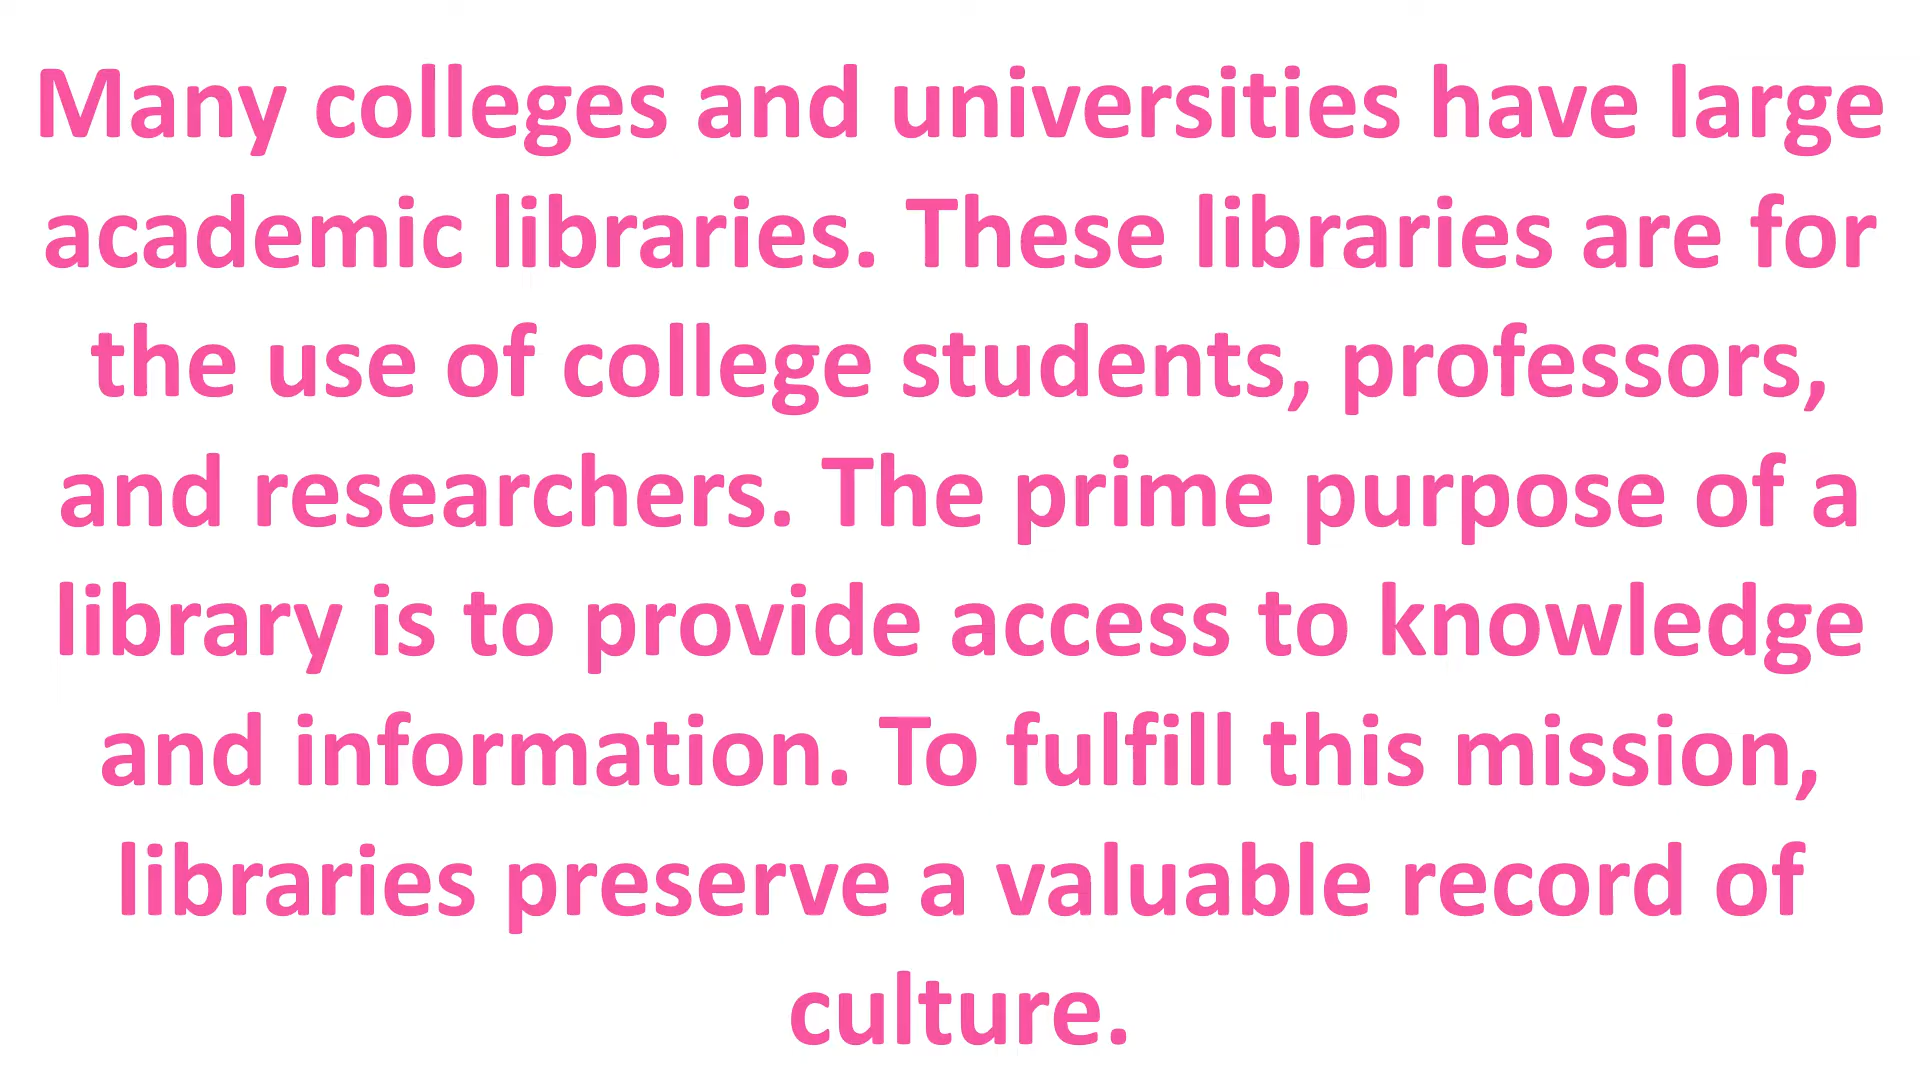 Many colleges and universities have large
academic libraries. These libraries are for
the use of college students, professors,
and researchers. The prime purpose of a
library is to provide access to knowledge
and information. To fulfill this mission,
libraries preserve a valuable record of
culture.